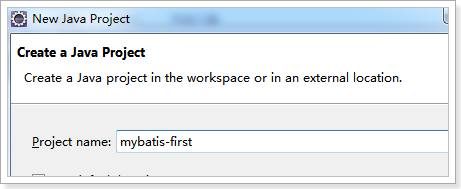 New Java Project
Create a Java Project
Create a Java project in the workspace or in an external location.
Project name: mybatis-first